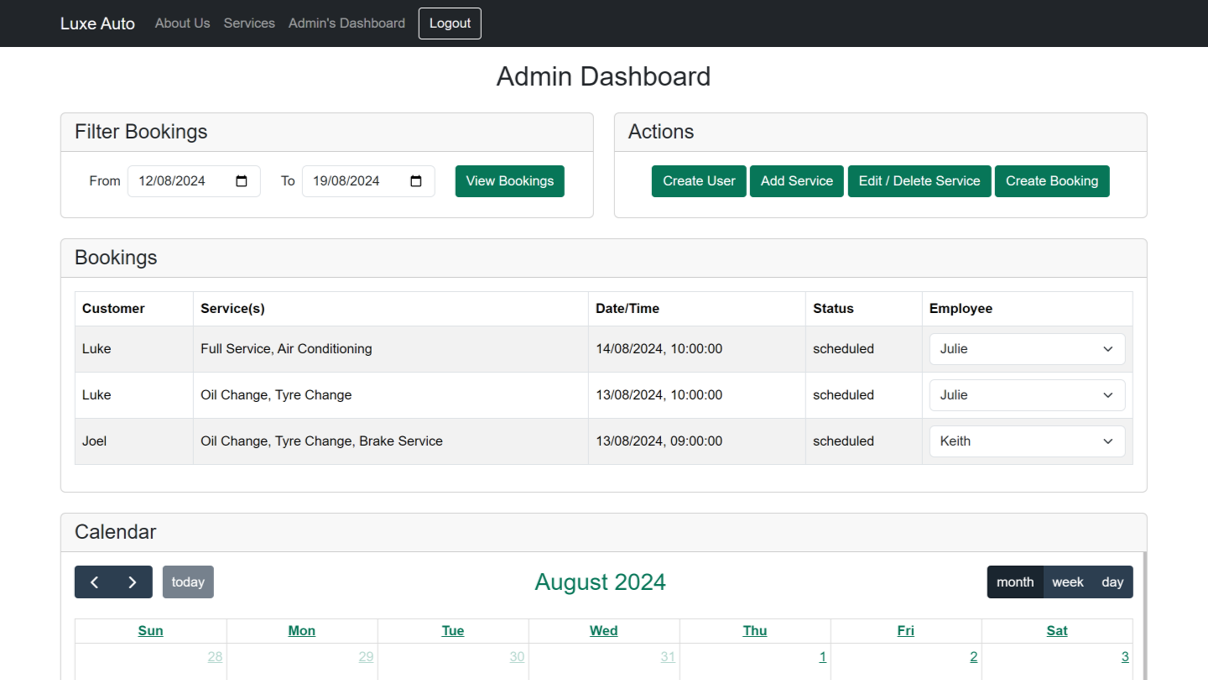 Luxe Auto About Us Services Admin's Dashboard Logout
Admin Dashboard
Filter Bookings
From 12/08/2024 To 19/08/2024 View Bookings
Actions
Create User Add Service Edit / Delete Service Create Booking
Bookings
Customer Service(s) Date/Time Status Employee
Luke Full Service, Air Conditioning 14/08/2024, 10:00:00 scheduled Julie
Luke Oil Change, Tyre Change 13/08/2024, 10:00:00 scheduled Julie
Joel Oil Change, Tyre Change, Brake Service 13/08/2024, 09:00:00 scheduled Keith
Calendar
today August 2024 month week day
Sun Mon Tue Wed Thu Fri Sat
28 29 30 31 1 2 3